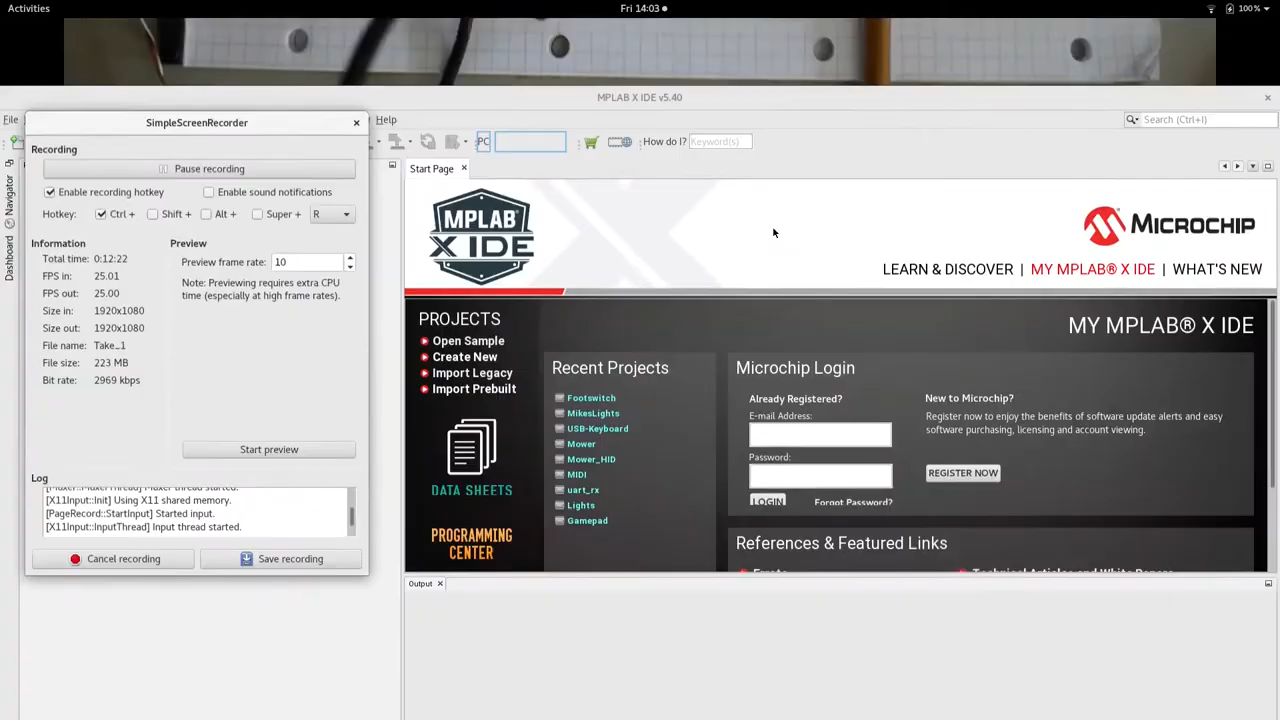 Activities
Fri 14:03
100%
MPLAB X IDE v5.40
File
Help
Search (Ctrl+I)
PC
How do I?
Keyword(s)
SimpleScreenRecorder
Recording
Pause recording
Enable recording hotkey
Enable sound notifications
Hotkey:
Ctrl +
Shift +
Alt +
Super +
R
Information
Total time: 0:12:22
FPS in: 25.01
FPS out: 25.00
Size in: 1920x1080
Size out: 1920x1080
File name: Take_1
File size: 223 MB
Bit rate: 2969 kbps
Preview
Preview frame rate: 10
Note: Previewing requires extra CPU
time (especially at high frame rates).
Start preview
Log
[X11Input::Init] Using X11 shared memory.
[PageRecord::StartInput] Started input.
[X11Input::InputThread] Input thread started.
Cancel recording
Save recording
Navigator
Dashboard
Start Page
MPLAB
X IDE
MICROCHIP
LEARN & DISCOVER | MY MPLAB® X IDE | WHAT'S NEW
PROJECTS
Open Sample
Create New
Import Legacy
Import Prebuilt
DATA SHEETS
PROGRAMMING
CENTER
MY MPLAB® X IDE
Recent Projects
Footswitch
MikesLights
USB-Keyboard
Mower
Mower_HID
MIDI
uart_rx
Lights
Gamepad
Microchip Login
Already Registered?
E-mail Address:
Password:
LOGIN
Forgot Password?
New to Microchip?
Register now to enjoy the benefits of software update alerts and easy
software purchasing, licensing and account viewing.
REGISTER NOW
References & Featured Links
Errata
Technical Articles and White Papers
Output